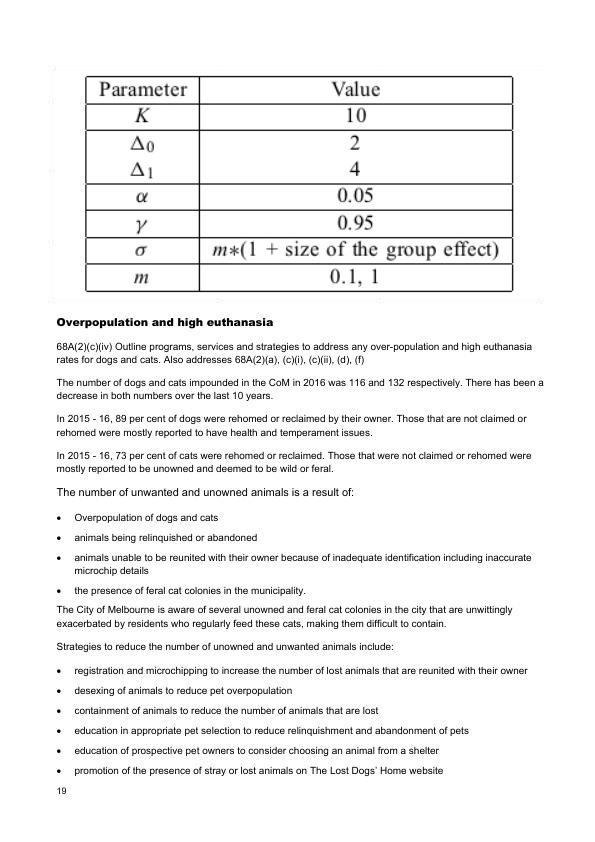 Parameter Value
K 10
Δ0 2
Δ1 4
α 0.05
γ 0.95
σ m*(1 + size of the group effect)
m 0.1, 1
Overpopulation and high euthanasia
68A(2)(c)(iv) Outline programs, services and strategies to address any over-population and high euthanasia
rates for dogs and cats. Also addresses 68A(2)(a), (c)(i), (c)(ii), (d), (f)
The number of dogs and cats impounded in the CoM in 2016 was 116 and 132 respectively. There has been a
decrease in both numbers over the last 10 years.
In 2015 - 16, 89 per cent of dogs were rehomed or reclaimed by their owner. Those that are not claimed or
rehomed were mostly reported to have health and temperament issues.
In 2015 - 16, 73 per cent of cats were rehomed or reclaimed. Those that were not claimed or rehomed were
mostly reported to be unowned and deemed to be wild or feral.
The number of unwanted and unowned animals is a result of:
• Overpopulation of dogs and cats
• animals being relinquished or abandoned
• animals unable to be reunited with their owner because of inadequate identification including inaccurate
microchip details
• the presence of feral cat colonies in the municipality.
The City of Melbourne is aware of several unowned and feral cat colonies in the city that are unwittingly
exacerbated by residents who regularly feed these cats, making them difficult to contain.
Strategies to reduce the number of unowned and unwanted animals include:
• registration and microchipping to increase the number of lost animals that are reunited with their owner
• desexing of animals to reduce pet overpopulation
• containment of animals to reduce the number of animals that are lost
• education in appropriate pet selection to reduce relinquishment and abandonment of pets
• education of prospective pet owners to consider choosing an animal from a shelter
• promotion of the presence of stray or lost animals on The Lost Dogs' Home website
19